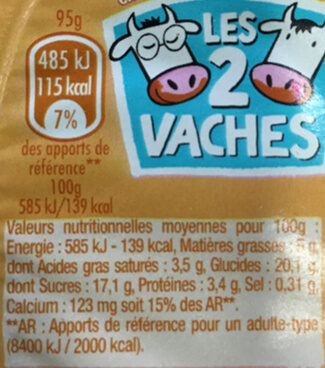 95g
485 kJ
115 kcal
7%
des apports de
référence**
100g
585 kJ/139 kcal
LES
2
VACHES
Valeurs nutritionnelles moyennes pour 100g :
Energie : 585 kJ - 139 kcal, Matières grasses : 5 g,
dont Acides gras saturés : 3,5 g, Glucides : 20,1 g,
dont Sucres : 17,1 g, Protéines : 3,4 g, Sel : 0,31 g,
Calcium : 123 mg soit 15% des AR**.
**AR : Apports de référence pour un adulte-type
(8400 kJ / 2000 kcal).